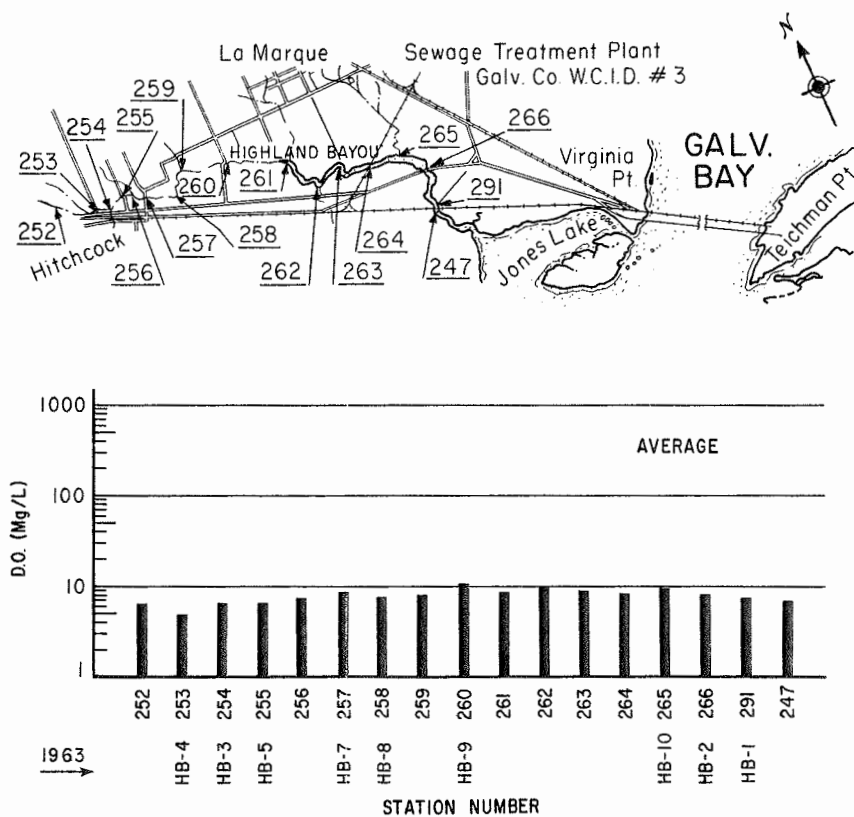 La Marque
Sewage Treatment Plant
Galv. Co. W.C.I.D. # 3
N
259
255
254
253
252
HIGHLAND BAYOU
265
266
Virginia
Pt.
GALV.
BAY
Teichman Pt.
260
261
291
Hitchcock
257
258
264
Jones Lake
256
262
263
247
1000
100
10
1
D.O. (Mg/L)
AVERAGE
252 253 254 255 256 257 258 259 260 261 262 263 264 265 266 291 247
1963
HB-4 HB-3 HB-5 HB-7 HB-8 HB-9 HB-10 HB-2 HB-1
STATION NUMBER